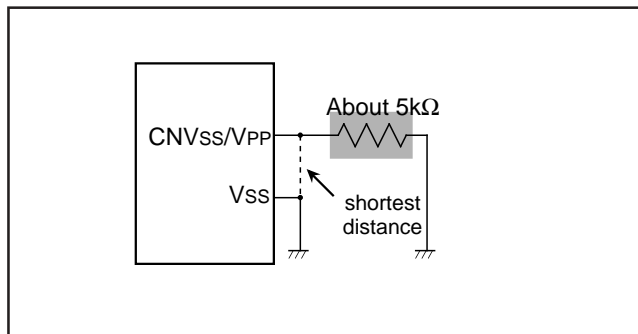 About 5kΩ
CNVSS/VPP
VSS
shortest
distance